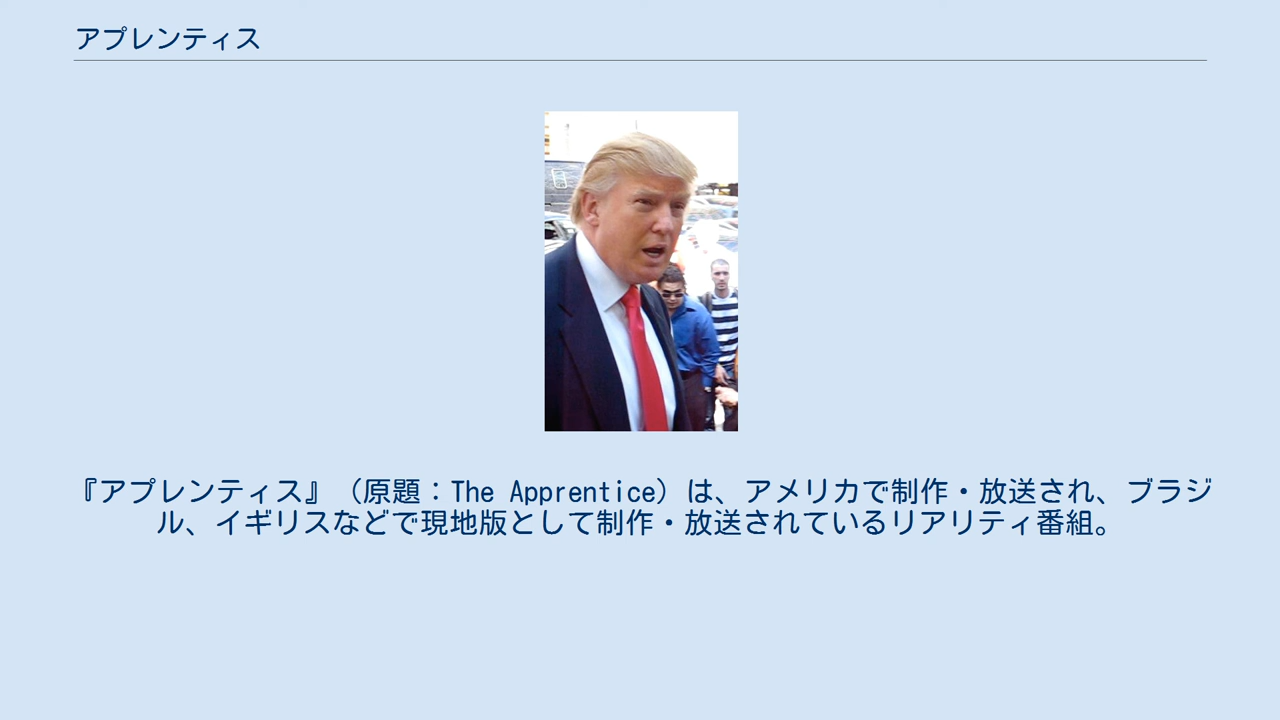 アプレンティス
『アプレンティス』（原題：The Apprentice）は、アメリカで制作・放送され、ブラジ
ル、イギリスなどで現地版として制作・放送されているリアリティ番組。